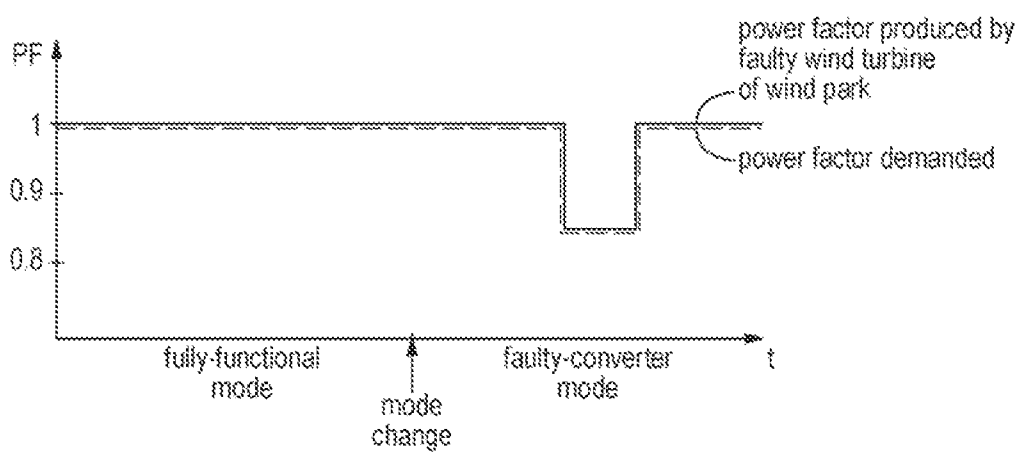 power factor produced by
faulty wind turbine
of wind park
PF
1
power factor demanded
0.9
0.8
fully-functional
mode
faulty-converter
mode
t
mode
change